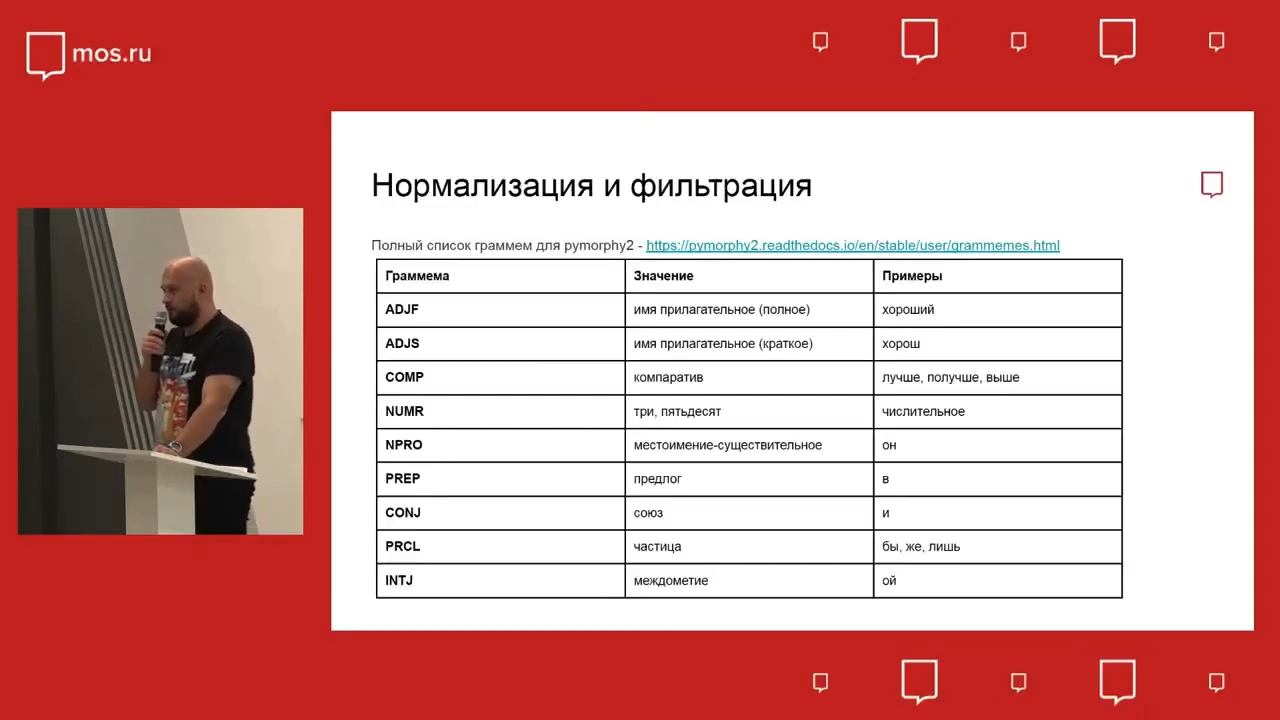 mos.ru
Нормализация и фильтрация
Полный список граммем для pymorphy2 - https://pymorphy2.readthedocs.io/en/stable/user/grammemes.html
Граммема Значение Примеры
ADJF имя прилагательное (полное) хороший
ADJS имя прилагательное (краткое) хорош
COMP компаратив лучше, получше, выше
NUMR три, пятьдесят числительное
NPRO местоимение-существительное он
PREP предлог в
CONJ союз и
PRCL частица бы, же, лишь
INTJ междометие ой